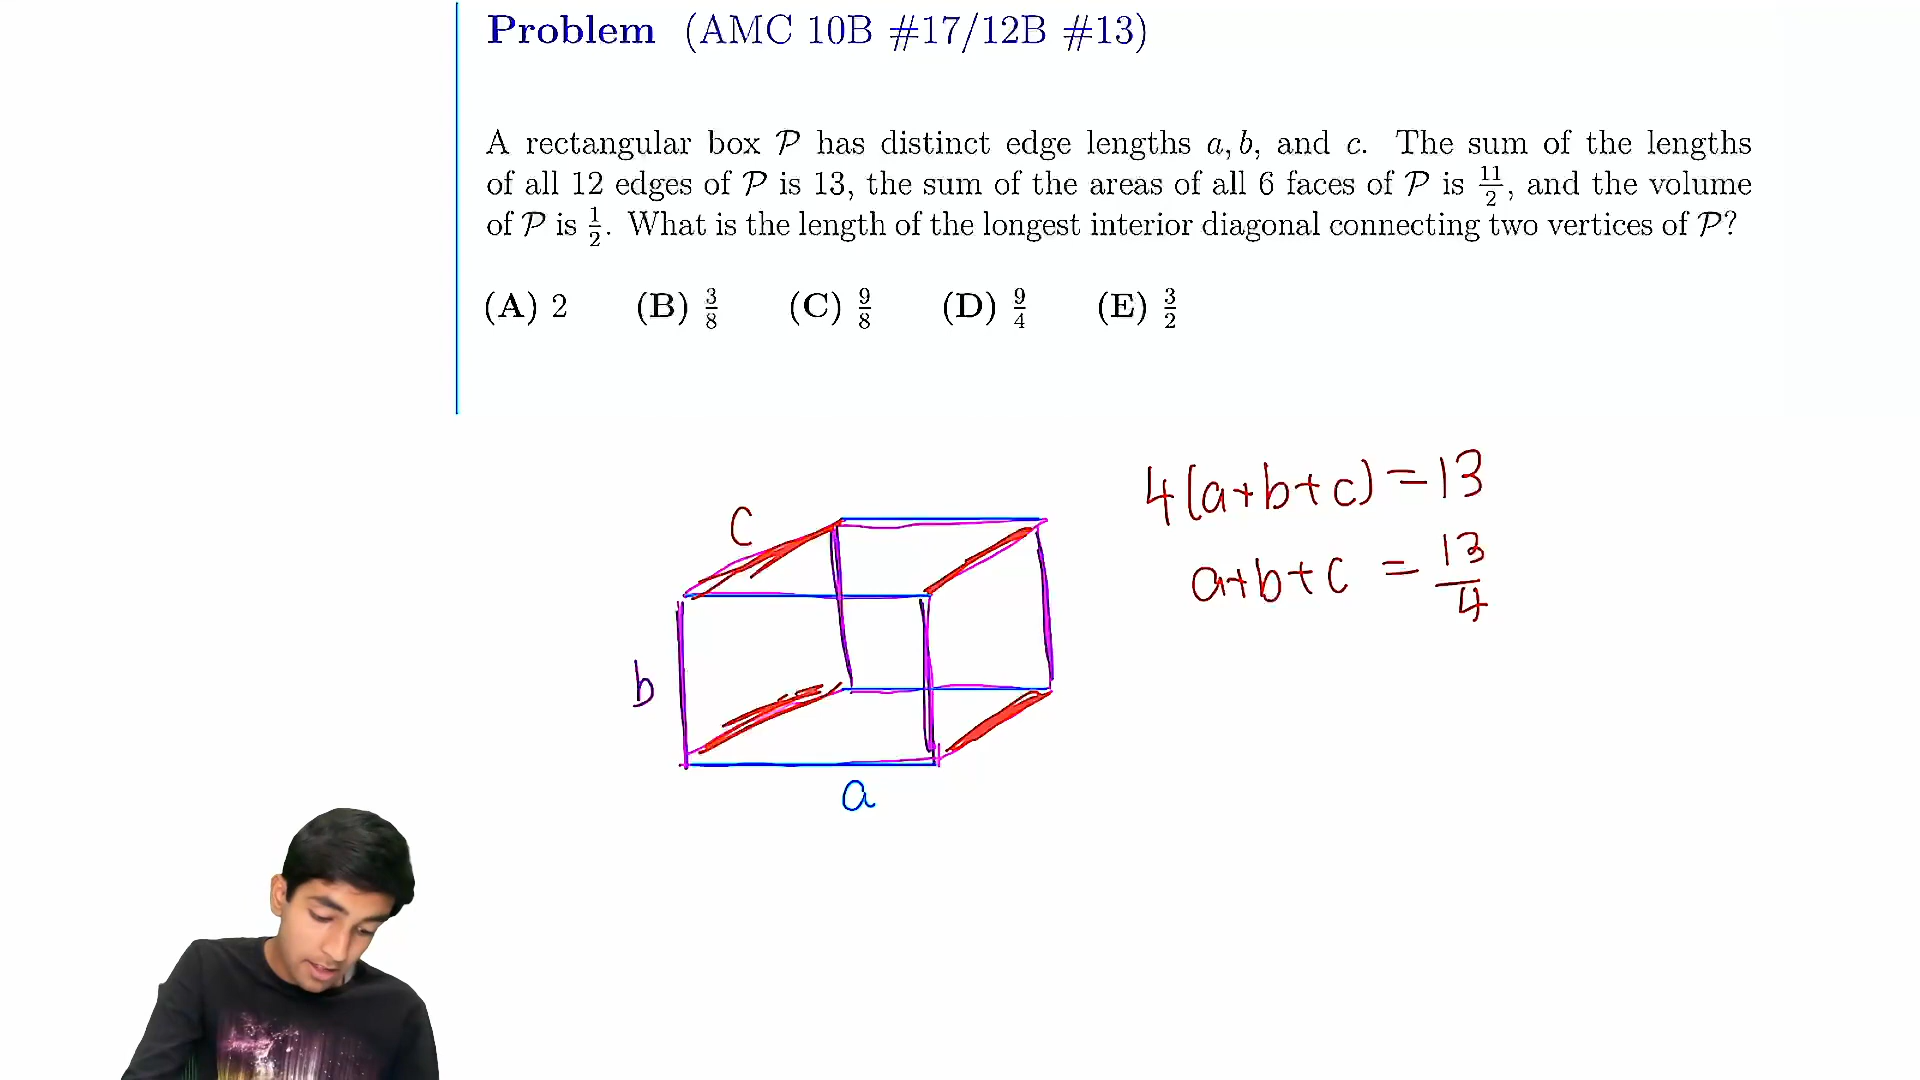 Problem (AMC 10B #17/12B #13)
A rectangular box 𝒫 has distinct edge lengths a, b, and c. The sum of the lengths
of all 12 edges of 𝒫 is 13, the sum of the areas of all 6 faces of 𝒫 is 11/2, and the volume
of 𝒫 is 1/2. What is the length of the longest interior diagonal connecting two vertices of 𝒫?
(A) 2 (B) 3/8 (C) 9/8 (D) 9/4 (E) 3/2
4(a+b+c) = 13
c
a+b+c = 13/4
b
a